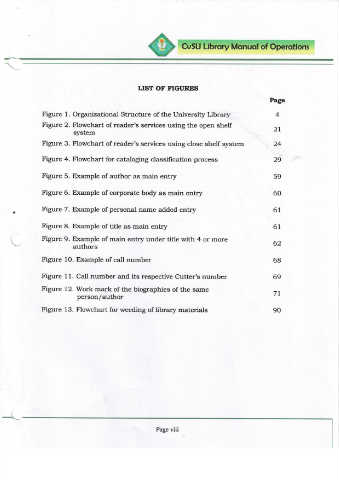 CvSU Library Manual of Operations
LIST OF FIGURES
Page
Figure 1. Organizational Structure of the University Library 4
Figure 2. Flowchart of reader's services using the open shelf
system 21
Figure 3. Flowchart of reader's services using close shelf system 24
Figure 4. Flowchart for cataloging classification process 29
Figure 5. Example of author as main entry 59
Figure 6. Example of corporate body as main entry 60
Figure 7. Example of personal name added entry 61
Figure 8. Example of title as main entry 61
Figure 9. Example of main entry under title with 4 or more
authors 62
Figure 10. Example of call number 68
Figure 11. Call number and its respective Cutter's number 69
Figure 12. Work mark of the biographies of the same
person/author 71
Figure 13. Flowchart for weeding of library materials 90
Page viii